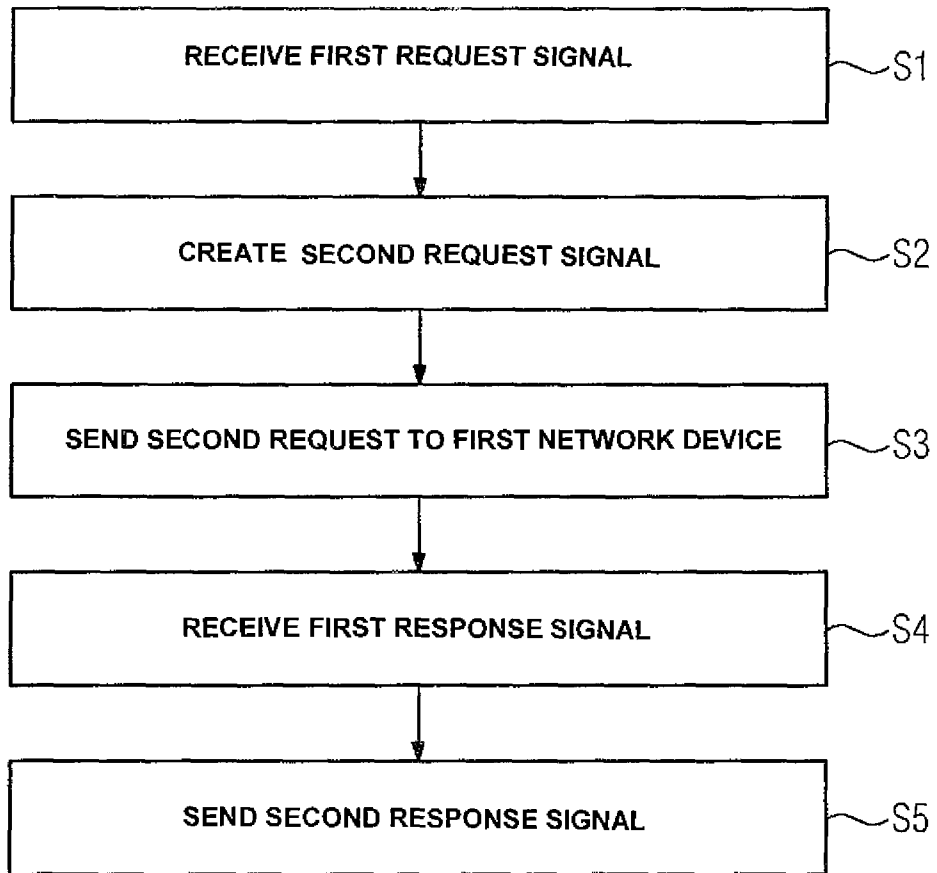 RECEIVE FIRST REQUEST SIGNAL
S1
CREATE SECOND REQUEST SIGNAL
S2
SEND SECOND REQUEST TO FIRST NETWORK DEVICE
S3
RECEIVE FIRST RESPONSE SIGNAL
S4
SEND SECOND RESPONSE SIGNAL
S5